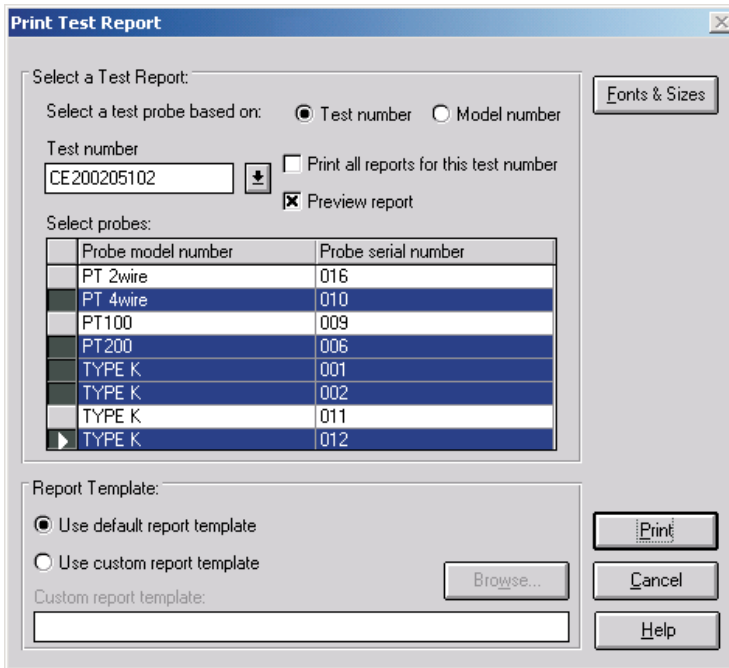 Print Test Report
Select a Test Report:
Fonts & Sizes
Select a test probe based on:
Test number
Model number
Test number
Print all reports for this test number
CE200205102
Preview report
Select probes:
Probe model number Probe serial number
PT 2wire 016
PT 4wire 010
PT100 009
PT200 006
TYPE K 001
TYPE K 002
TYPE K 011
TYPE K 012
Report Template:
Use default report template
Print
Use custom report template
Browse...
Cancel
Custom report template:
Help